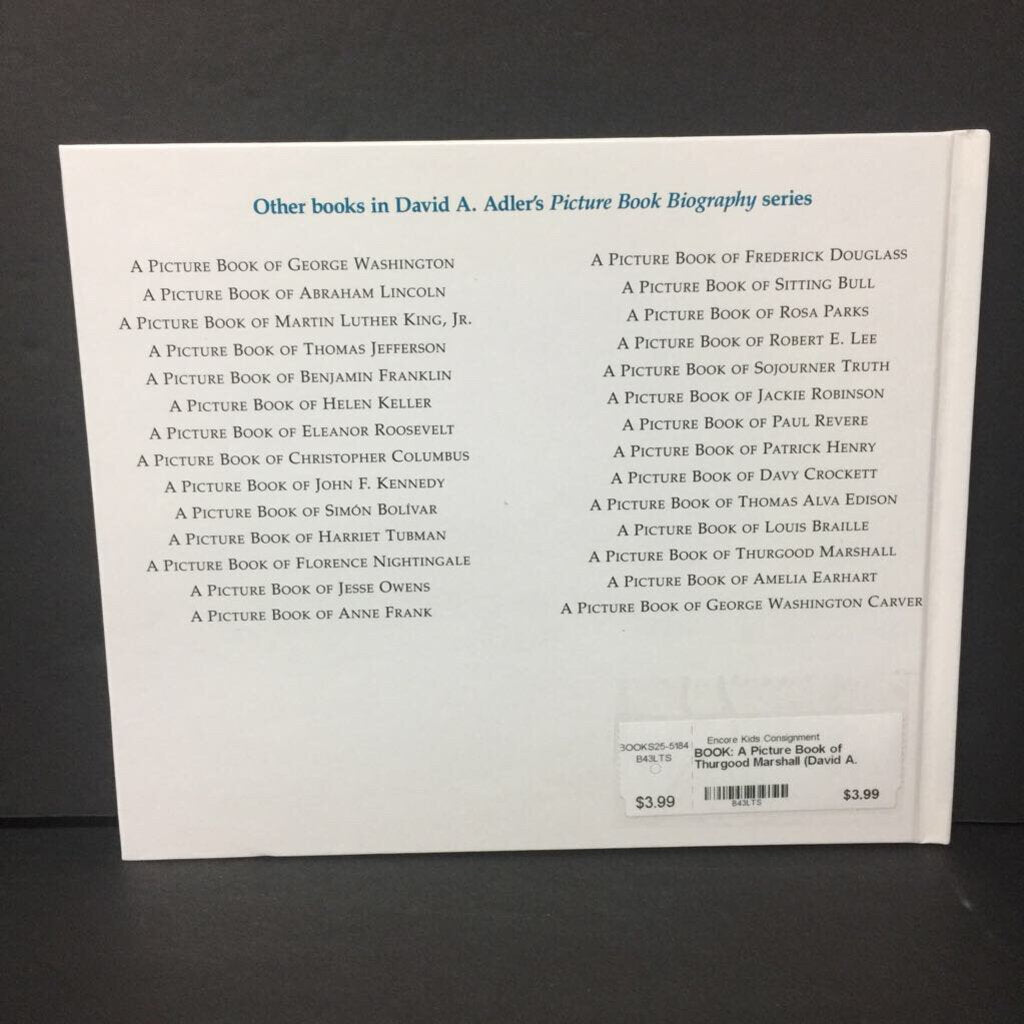 Other books in David A. Adler's Picture Book Biography series
A PICTURE BOOK OF GEORGE WASHINGTON
A PICTURE BOOK OF ABRAHAM LINCOLN
A PICTURE BOOK OF MARTIN LUTHER KING, JR.
A PICTURE BOOK OF THOMAS JEFFERSON
A PICTURE BOOK OF BENJAMIN FRANKLIN
A PICTURE BOOK OF HELEN KELLER
A PICTURE BOOK OF ELEANOR ROOSEVELT
A PICTURE BOOK OF CHRISTOPHER COLUMBUS
A PICTURE BOOK OF JOHN F. KENNEDY
A PICTURE BOOK OF SIMÓN BOLÍVAR
A PICTURE BOOK OF HARRIET TUBMAN
A PICTURE BOOK OF FLORENCE NIGHTINGALE
A PICTURE BOOK OF JESSE OWENS
A PICTURE BOOK OF ANNE FRANK
A PICTURE BOOK OF FREDERICK DOUGLASS
A PICTURE BOOK OF SITTING BULL
A PICTURE BOOK OF ROSA PARKS
A PICTURE BOOK OF ROBERT E. LEE
A PICTURE BOOK OF SOJOURNER TRUTH
A PICTURE BOOK OF JACKIE ROBINSON
A PICTURE BOOK OF PAUL REVERE
A PICTURE BOOK OF PATRICK HENRY
A PICTURE BOOK OF DAVY CROCKETT
A PICTURE BOOK OF THOMAS ALVA EDISON
A PICTURE BOOK OF LOUIS BRAILLE
A PICTURE BOOK OF THURGOOD MARSHALL
A PICTURE BOOK OF AMELIA EARHART
A PICTURE BOOK OF GEORGE WASHINGTON CARVER
BOOKS25-5184
B43LTS
$3.99
Encore Kids Consignment
BOOK: A Picture Book of
Thurgood Marshall (David A.
B43LTS
$3.99